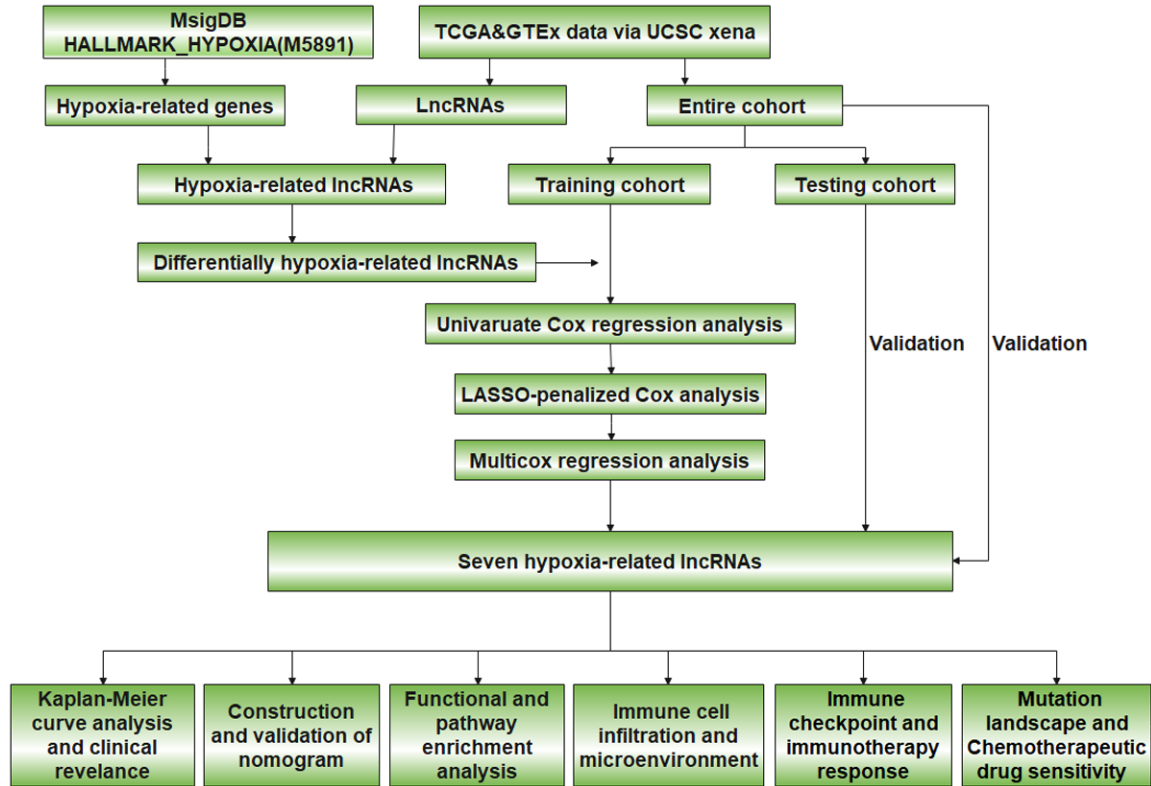 MsigDB
HALLMARK_HYPOXIA(M5891)
TCGA&GTEx data via UCSC xena
Hypoxia-related genes
LncRNAs
Entire cohort
Hypoxia-related lncRNAs
Training cohort
Testing cohort
Differentially hypoxia-related lncRNAs
Univaruate Cox regression analysis
Validation
Validation
LASSO-penalized Cox analysis
Multicox regression analysis
Seven hypoxia-related lncRNAs
Kaplan-Meier
curve analysis
and clinical
revelance
Construction
and validation of
nomogram
Functional and
pathway
enrichment
analysis
Immune cell
infiltration and
microenvironment
Immune
checkpoint and
immunotherapy
response
Mutation
landscape and
Chemotherapeutic
drug sensitivity